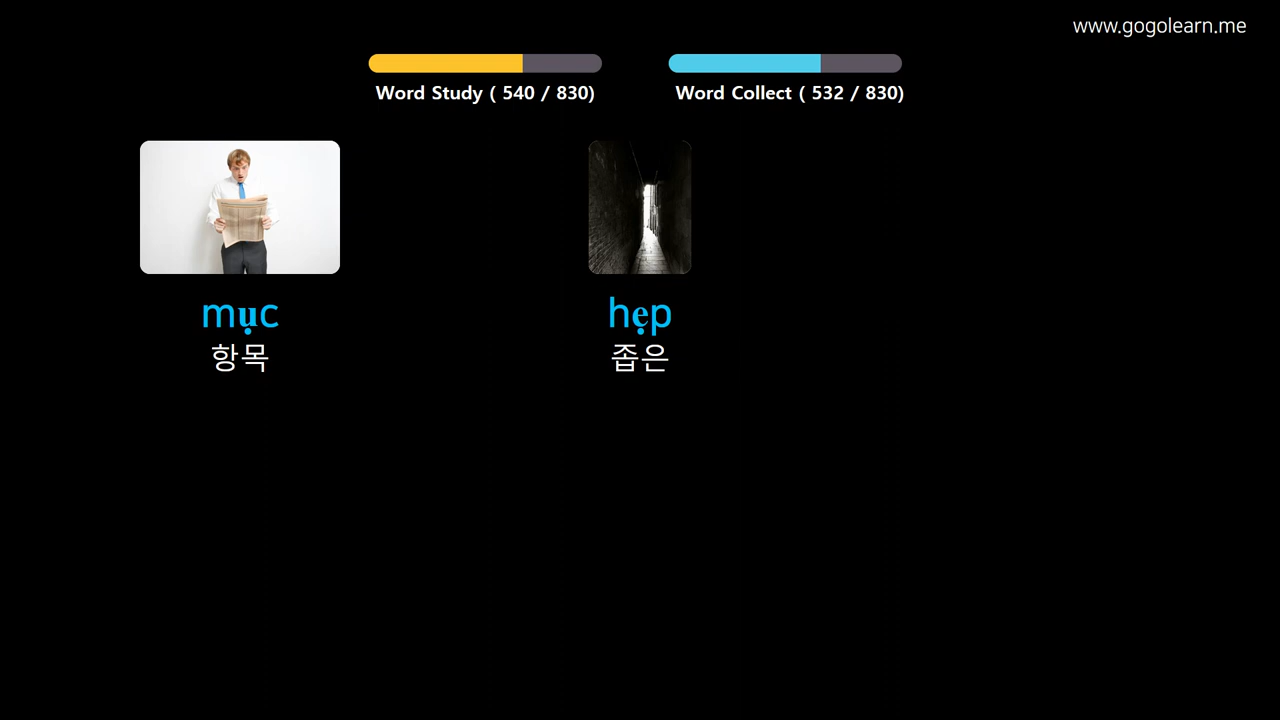 www.gogolearn.me
Word Study ( 540 / 830)
Word Collect ( 532 / 830)
mục
항목
hẹp
좁은